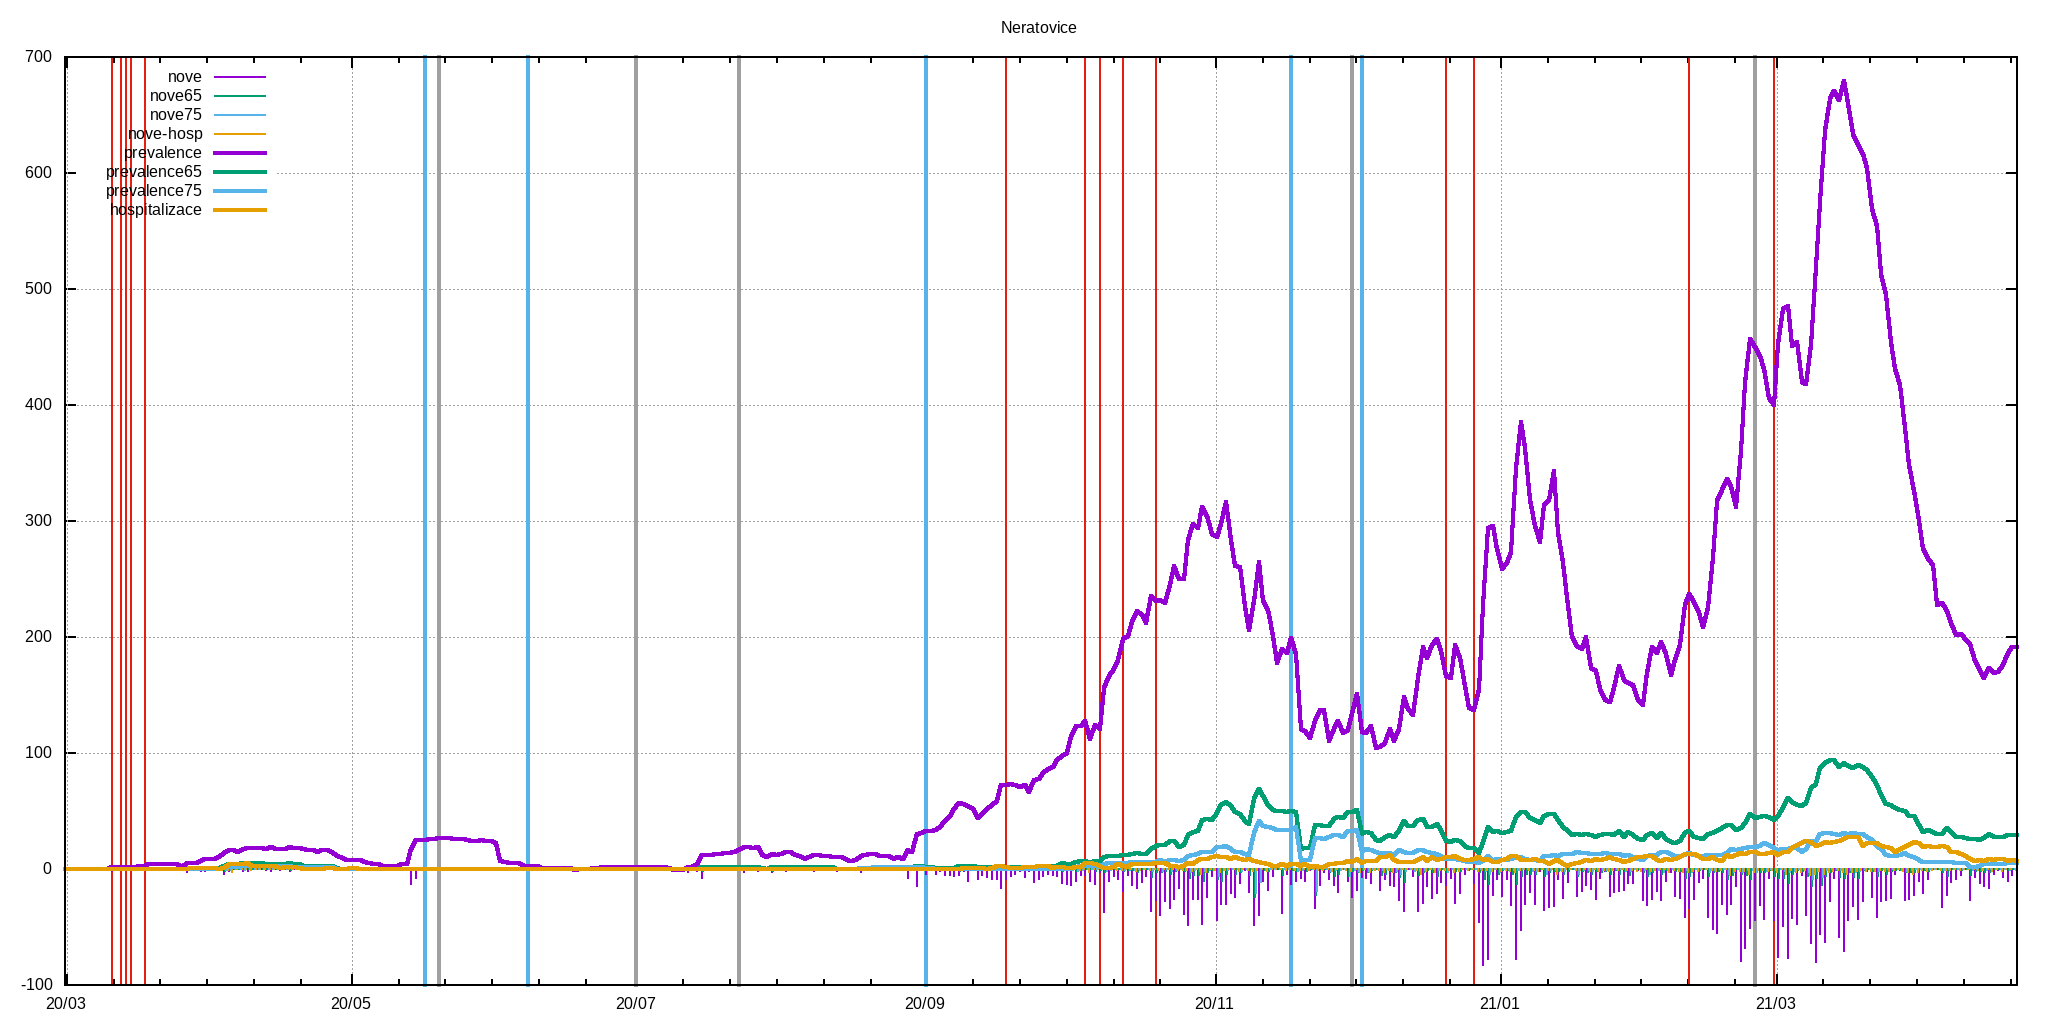 Neratovice
700
600
500
400
300
200
100
0
-100
nove
nove65
nove75
nove-hosp
prevalence
prevalence65
prevalence75
hospitalizace
20/03 20/05 20/07 20/09 20/11 21/01 21/03